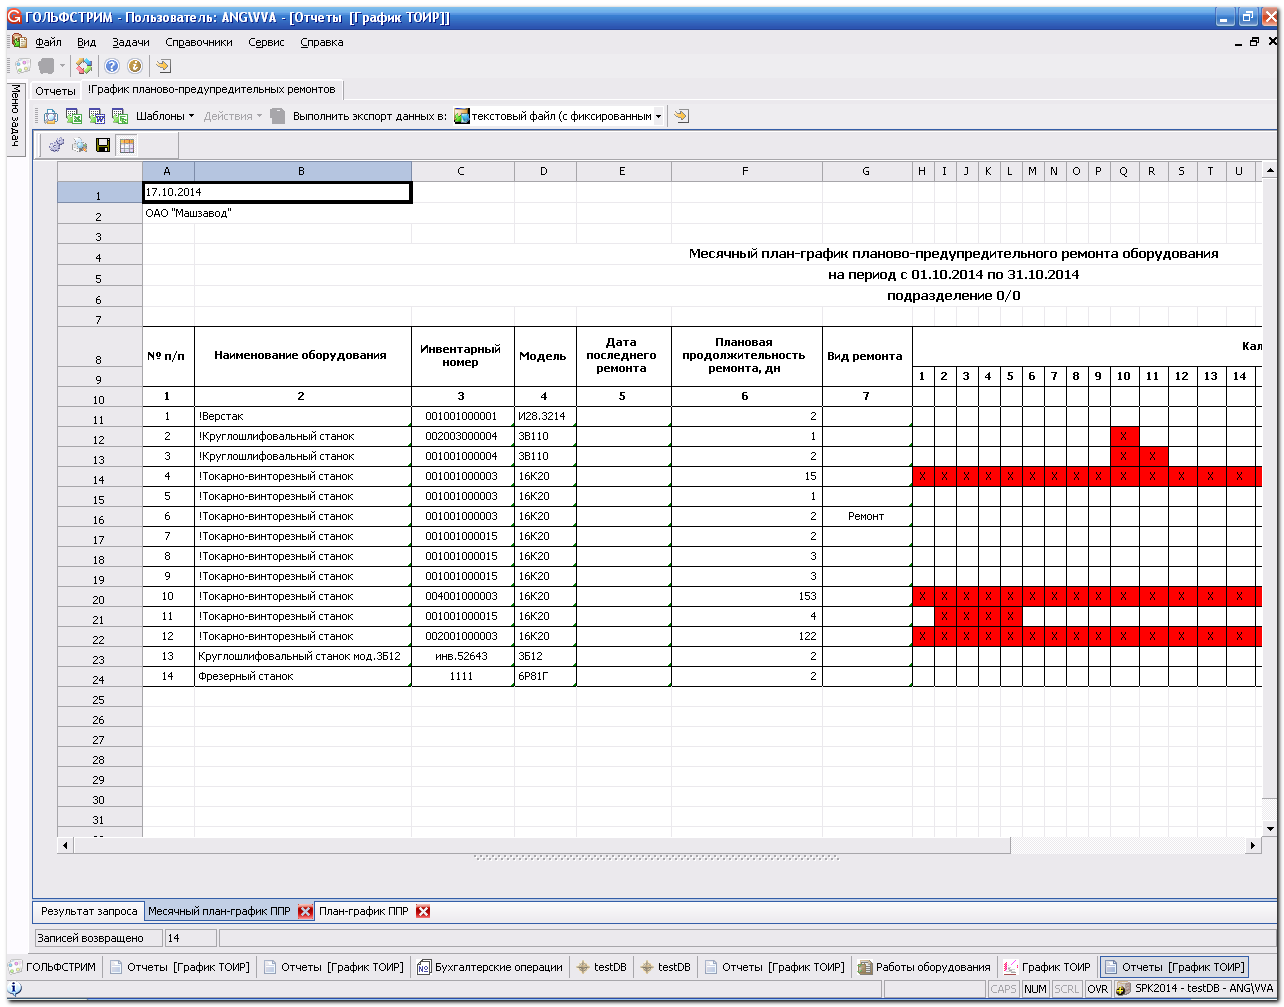 ГОЛЬФСТРИМ - Пользователь: ANGWVA - [Отчеты [График ТОИР]]
Файл Вид Задачи Справочники Сервис Справка
Меню задач
Отчеты !График планово-предупредительных ремонтов
Шаблоны Действия Выполнить экспорт данных в: текстовый файл (с фиксированным
A B C D E F G H I J K L M N O P Q R S T U
1 17.10.2014
2 ОАО "Машзавод"
3
4 Месячный план-график планово-предупредительного ремонта оборудования
5 на период с 01.10.2014 по 31.10.2014
6 подразделение 0/0
7
8 № п/п Наименование оборудования Инвентарный номер Модель Дата последнего ремонта Плановая продолжительность ремонта, дн Вид ремонта Кал
9 1 2 3 4 5 6 7 8 9 10 11 12 13 14
10 1 2 3 4 5 6 7
11 1 !Верстак 001001000001 И28.3214 2
12 2 !Круглошлифовальный станок 002003000004 3В110 1 X
13 3 !Круглошлифовальный станок 001001000004 3В110 2 X X
14 4 !Токарно-винторезный станок 001001000003 16К20 15 X X X X X X X X X X X X X X
15 5 !Токарно-винторезный станок 001001000003 16К20 1
16 6 !Токарно-винторезный станок 001001000003 16К20 2 Ремонт
17 7 !Токарно-винторезный станок 001001000015 16К20 2
18 8 !Токарно-винторезный станок 001001000015 16К20 3
19 9 !Токарно-винторезный станок 001001000015 16К20 3
20 10 !Токарно-винторезный станок 004001000003 16К20 153 X X X X X X X X X X X X X X
21 11 !Токарно-винторезный станок 001001000015 16К20 4 X X X X
22 12 !Токарно-винторезный станок 002001000003 16К20 122 X X X X X X X X X X X X X X
23 13 Круглошлифовальный станок мод.3Б12 инв.52643 3Б12 2
24 14 Фрезерный станок 1111 6Р81Г 2
25
26
27
28
29
30
31
Результат запроса Месячный план-график ППР План-график ППР
Записей возвращено 14
ГОЛЬФСТРИМ Отчеты [График ТОИР] Отчеты [График ТОИР] Бухгалтерские операции testDB testDB Отчеты [График ТОИР] Работы оборудования График ТОИР Отчеты [График ТОИР]
CAPS NUM SCRL OVR SPK2014 - testDB - ANG\VVA